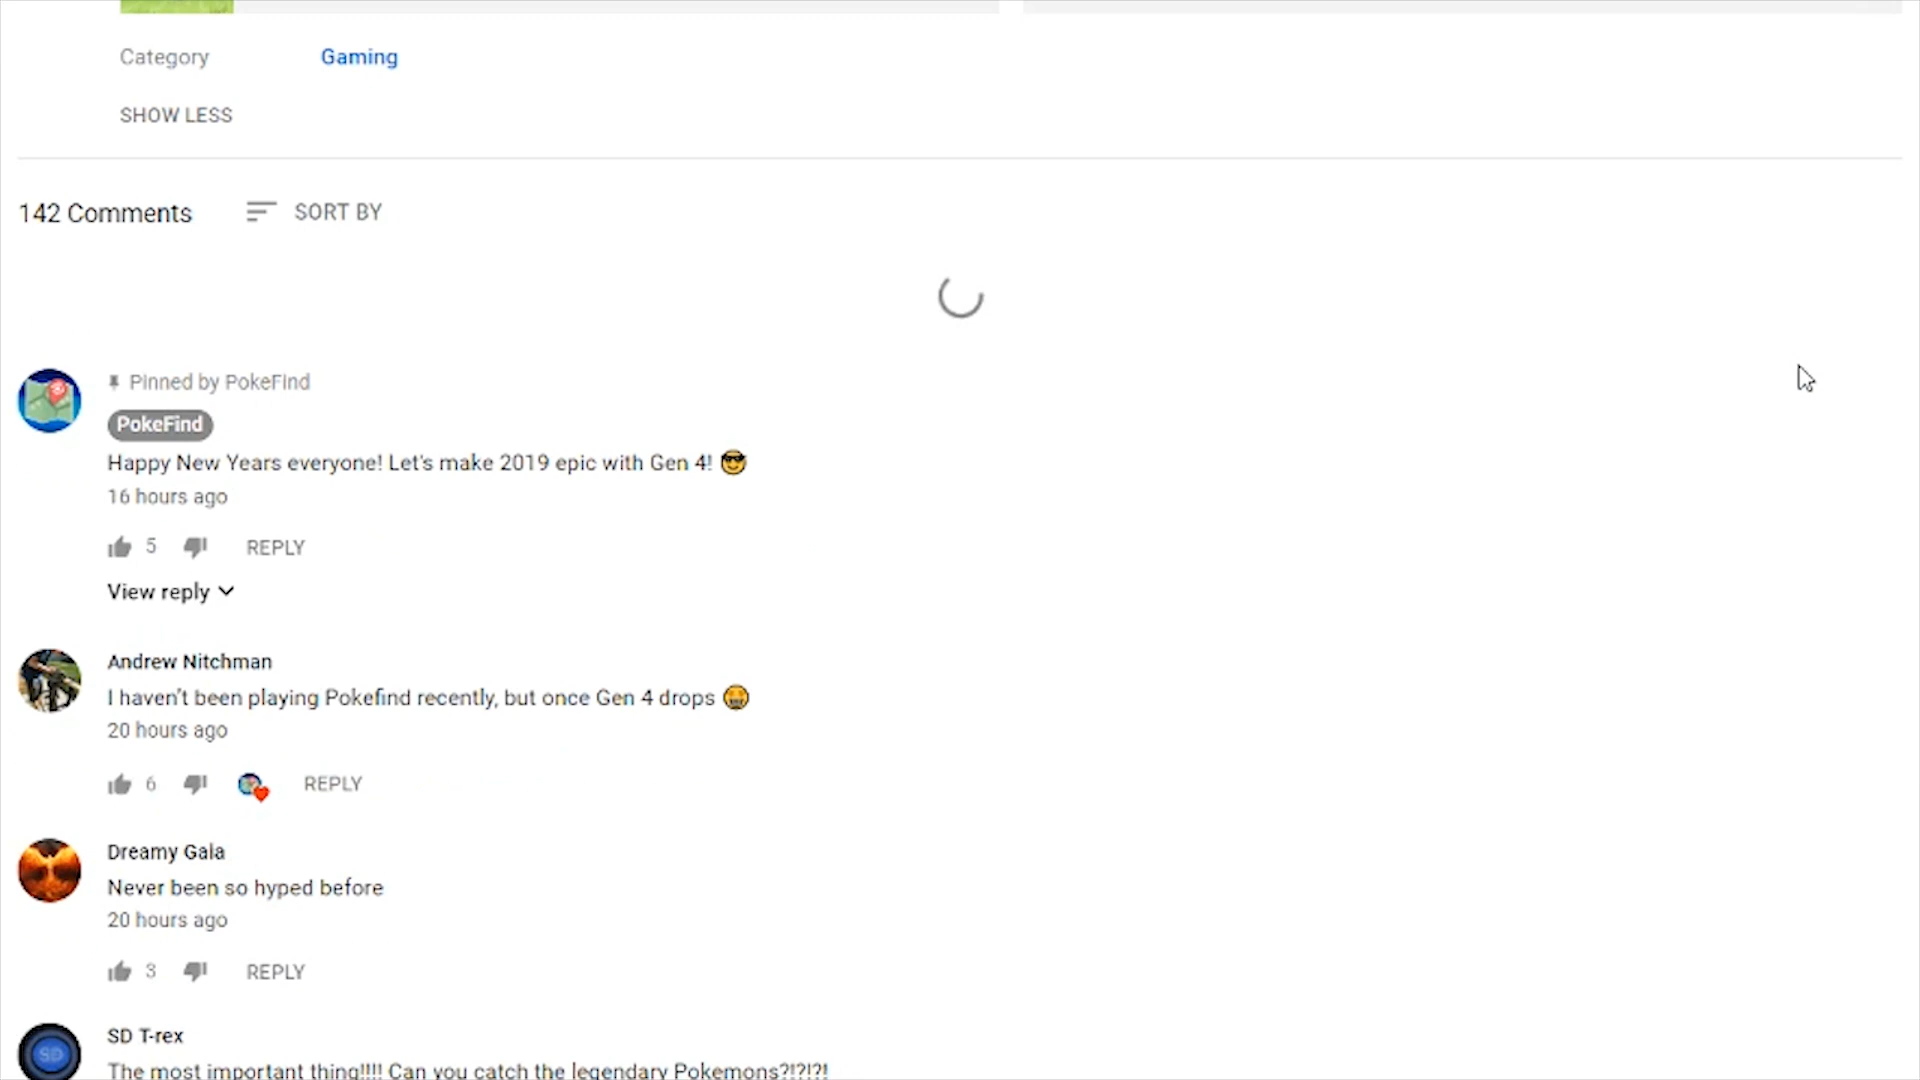 Category Gaming
SHOW LESS
142 Comments SORT BY
Pinned by PokeFind
PokeFind
Happy New Years everyone! Let's make 2019 epic with Gen 4! 😎
16 hours ago
5 REPLY
View reply
Andrew Nitchman
I haven't been playing Pokefind recently, but once Gen 4 drops 🤑
20 hours ago
6 REPLY
Dreamy Gaia
Never been so hyped before
20 hours ago
3 REPLY
SD
SD T-rex
The most important thing!!!! Can you catch the legendary Pokemons?!?!?!